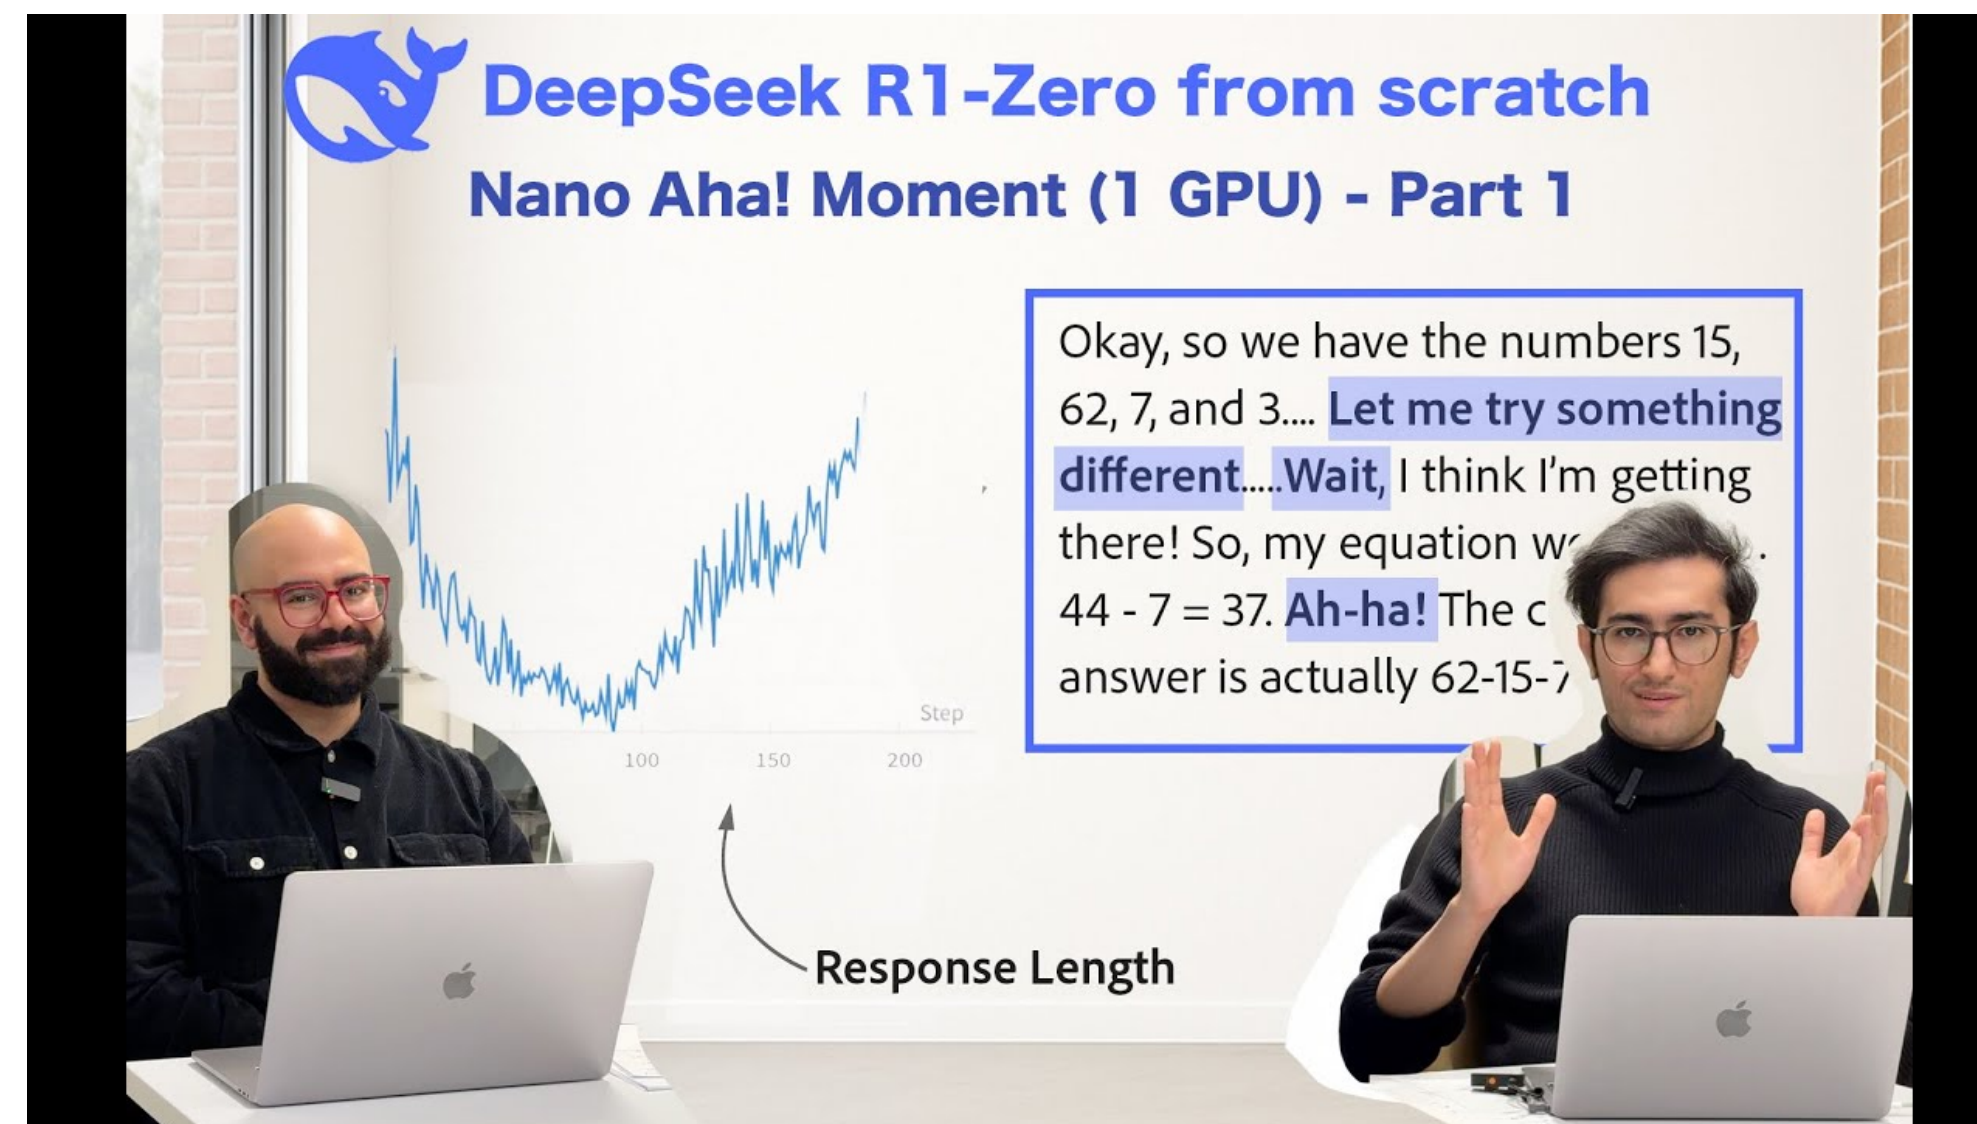 DeepSeek R1-Zero from scratch
Nano Aha! Moment (1 GPU) - Part 1
Okay, so we have the numbers 15,
62, 7, and 3.... Let me try something
different.....Wait, I think I'm getting
there! So, my equation .
44 - 7 = 37. Ah-ha! The
answer is actually 62-15-7
Step
100 150 200
Response Length